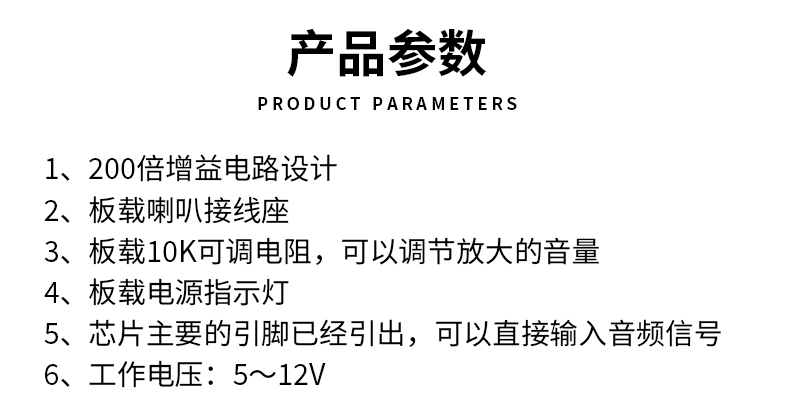 产品参数
PRODUCT PARAMETERS
1、200倍增益电路设计
2、板载喇叭接线座
3、板载10K可调电阻，可以调节放大的音量
4、板载电源指示灯
5、芯片主要的引脚已经引出，可以直接输入音频信号
6、工作电压：5～12V